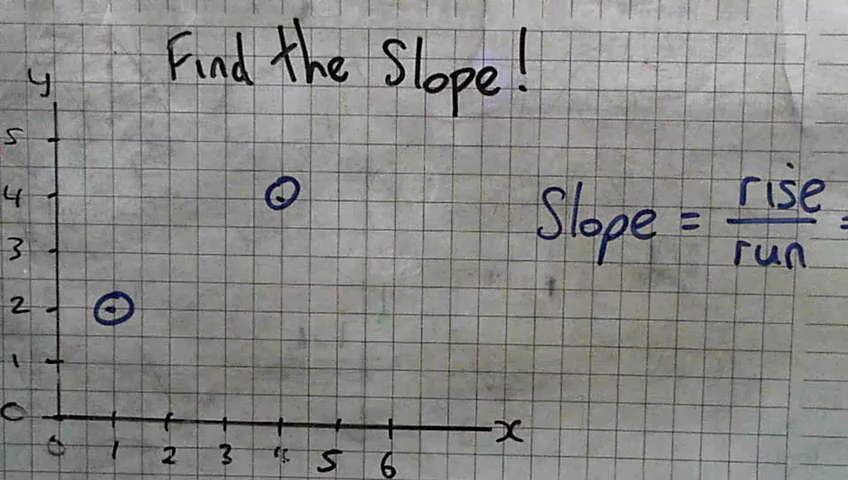 Find the Slope!
y
5
4
3
2
1
0
0 1 2 3 4 5 6 x
Slope = rise
run =